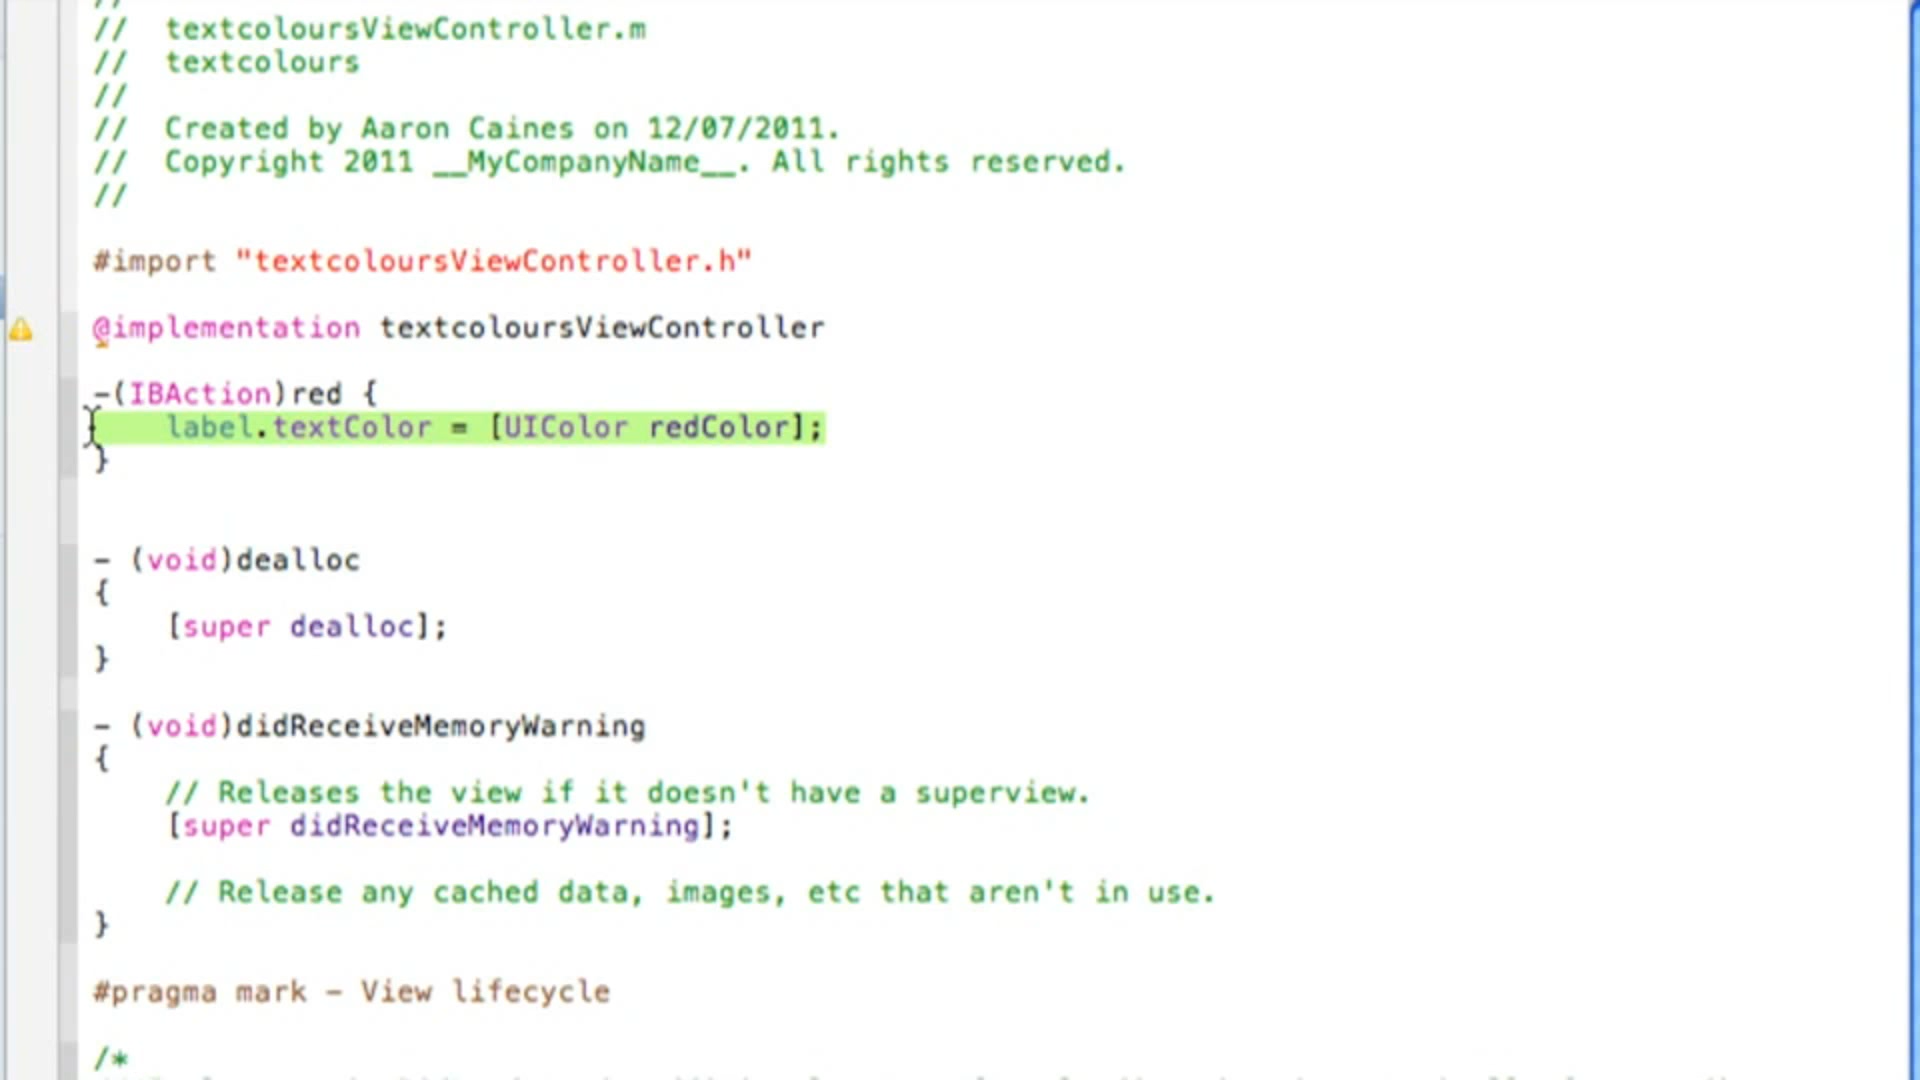 //
//  textcoloursViewController.m
//  textcolours
//
//  Created by Aaron Caines on 12/07/2011.
//  Copyright 2011 __MyCompanyName__. All rights reserved.
//
#import "textcoloursViewController.h"
@implementation textcoloursViewController
-(IBAction)red {
    label.textColor = [UIColor redColor];
}
- (void)dealloc
{
    [super dealloc];
}
- (void)didReceiveMemoryWarning
{
    // Releases the view if it doesn't have a superview.
    [super didReceiveMemoryWarning];
    // Release any cached data, images, etc that aren't in use.
}
#pragma mark - View lifecycle
/*